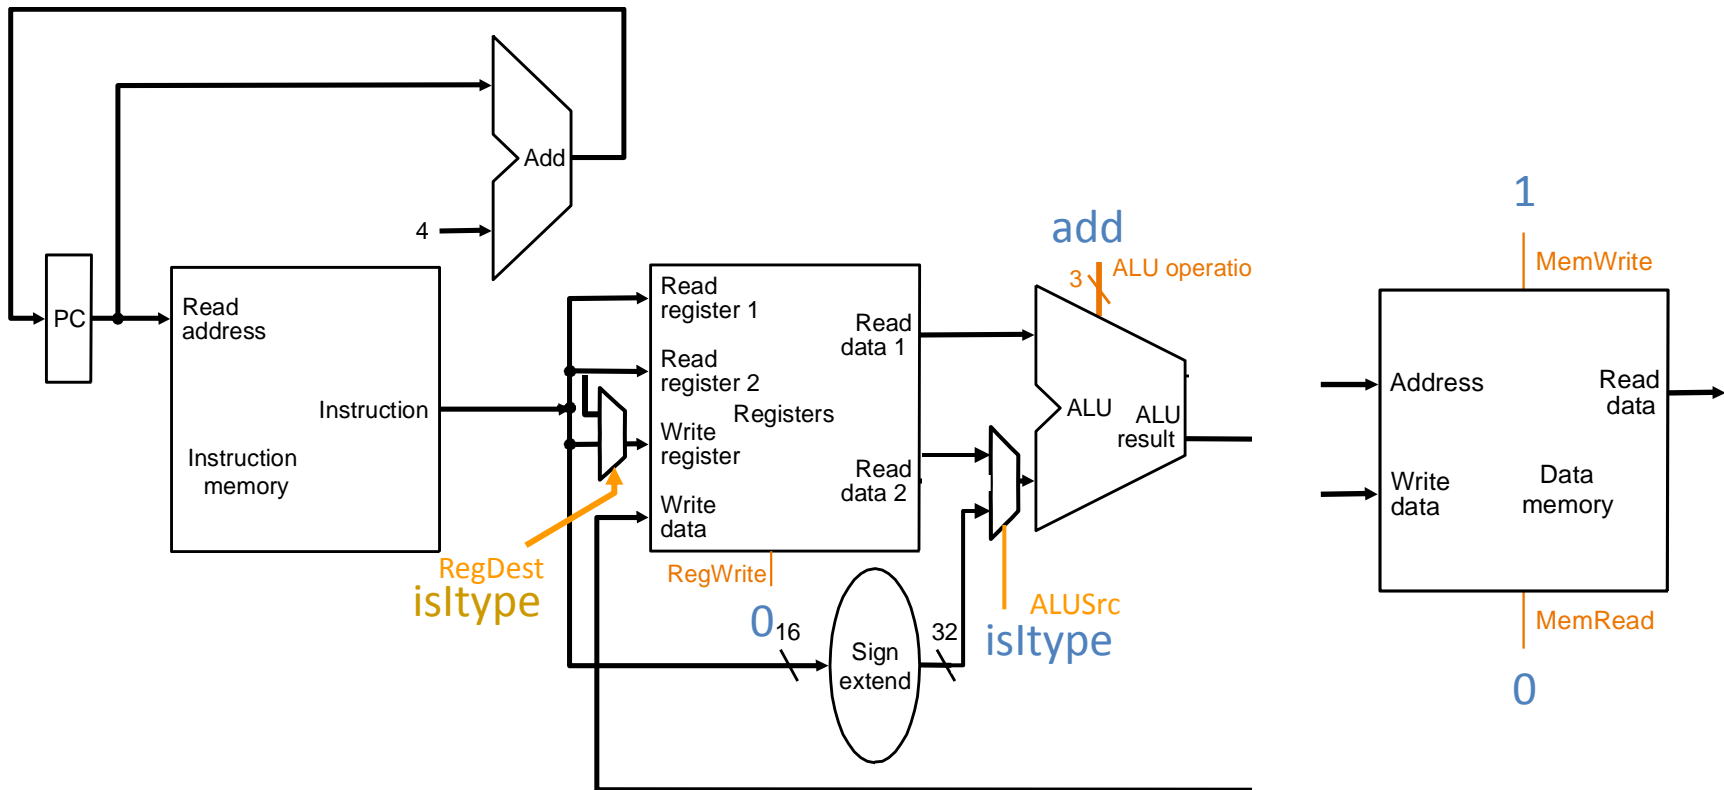 Add
4
PC
Read
address
Instruction
Instruction
memory
Read
register 1
Read
register 2
Registers
Write
register
Write
data
Read
data 1
Read
data 2
RegDest
isItype
RegWrite
0
16
Sign
extend
32
ALUSrc
isItype
add
3
ALU operatio
ALU
ALU
result
1
MemWrite
Address
Read
data
Write
data
Data
memory
MemRead
0